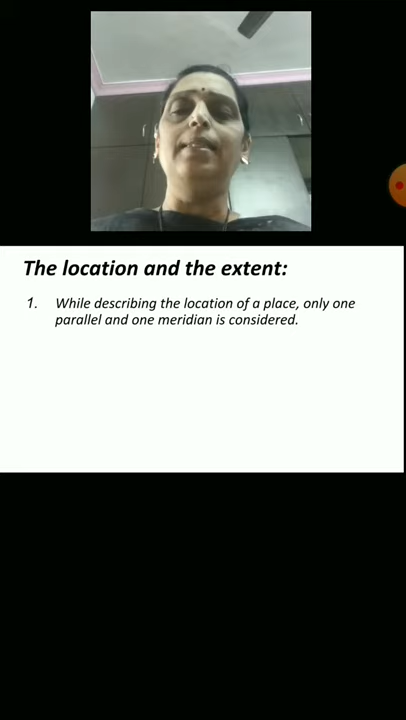 The location and the extent:
1. While describing the location of a place, only one
parallel and one meridian is considered.